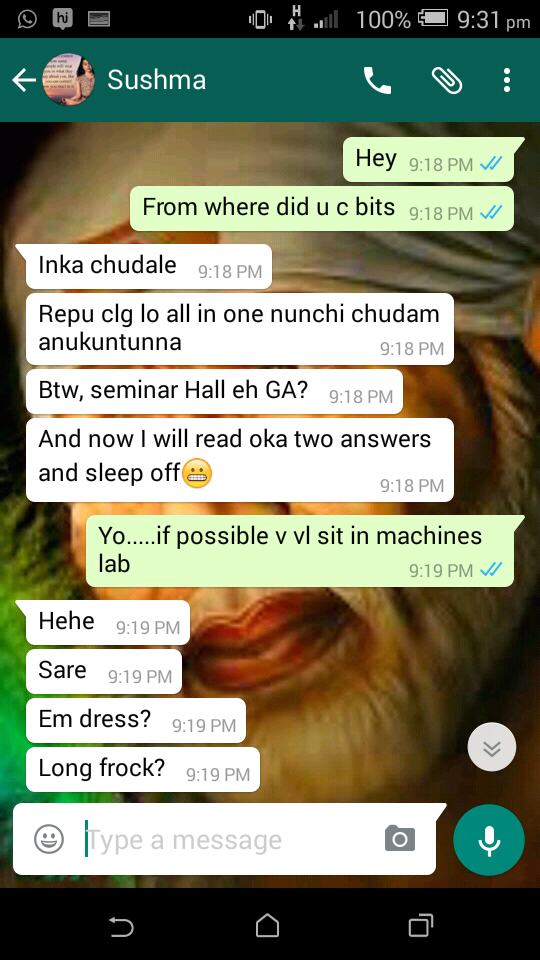 hi
H
100%
9:31 pm
Sushma
Hey 9:18 PM
From where did u c bits 9:18 PM
Inka chudale 9:18 PM
Repu clg lo all in one nunchi chudam
anukuntunna 9:18 PM
Btw, seminar Hall eh GA? 9:18 PM
And now I will read oka two answers
and sleep off😬 9:18 PM
Yo.....if possible v vl sit in machines
lab 9:19 PM
Hehe 9:19 PM
Sare 9:19 PM
Em dress? 9:19 PM
Long frock? 9:19 PM
Type a message